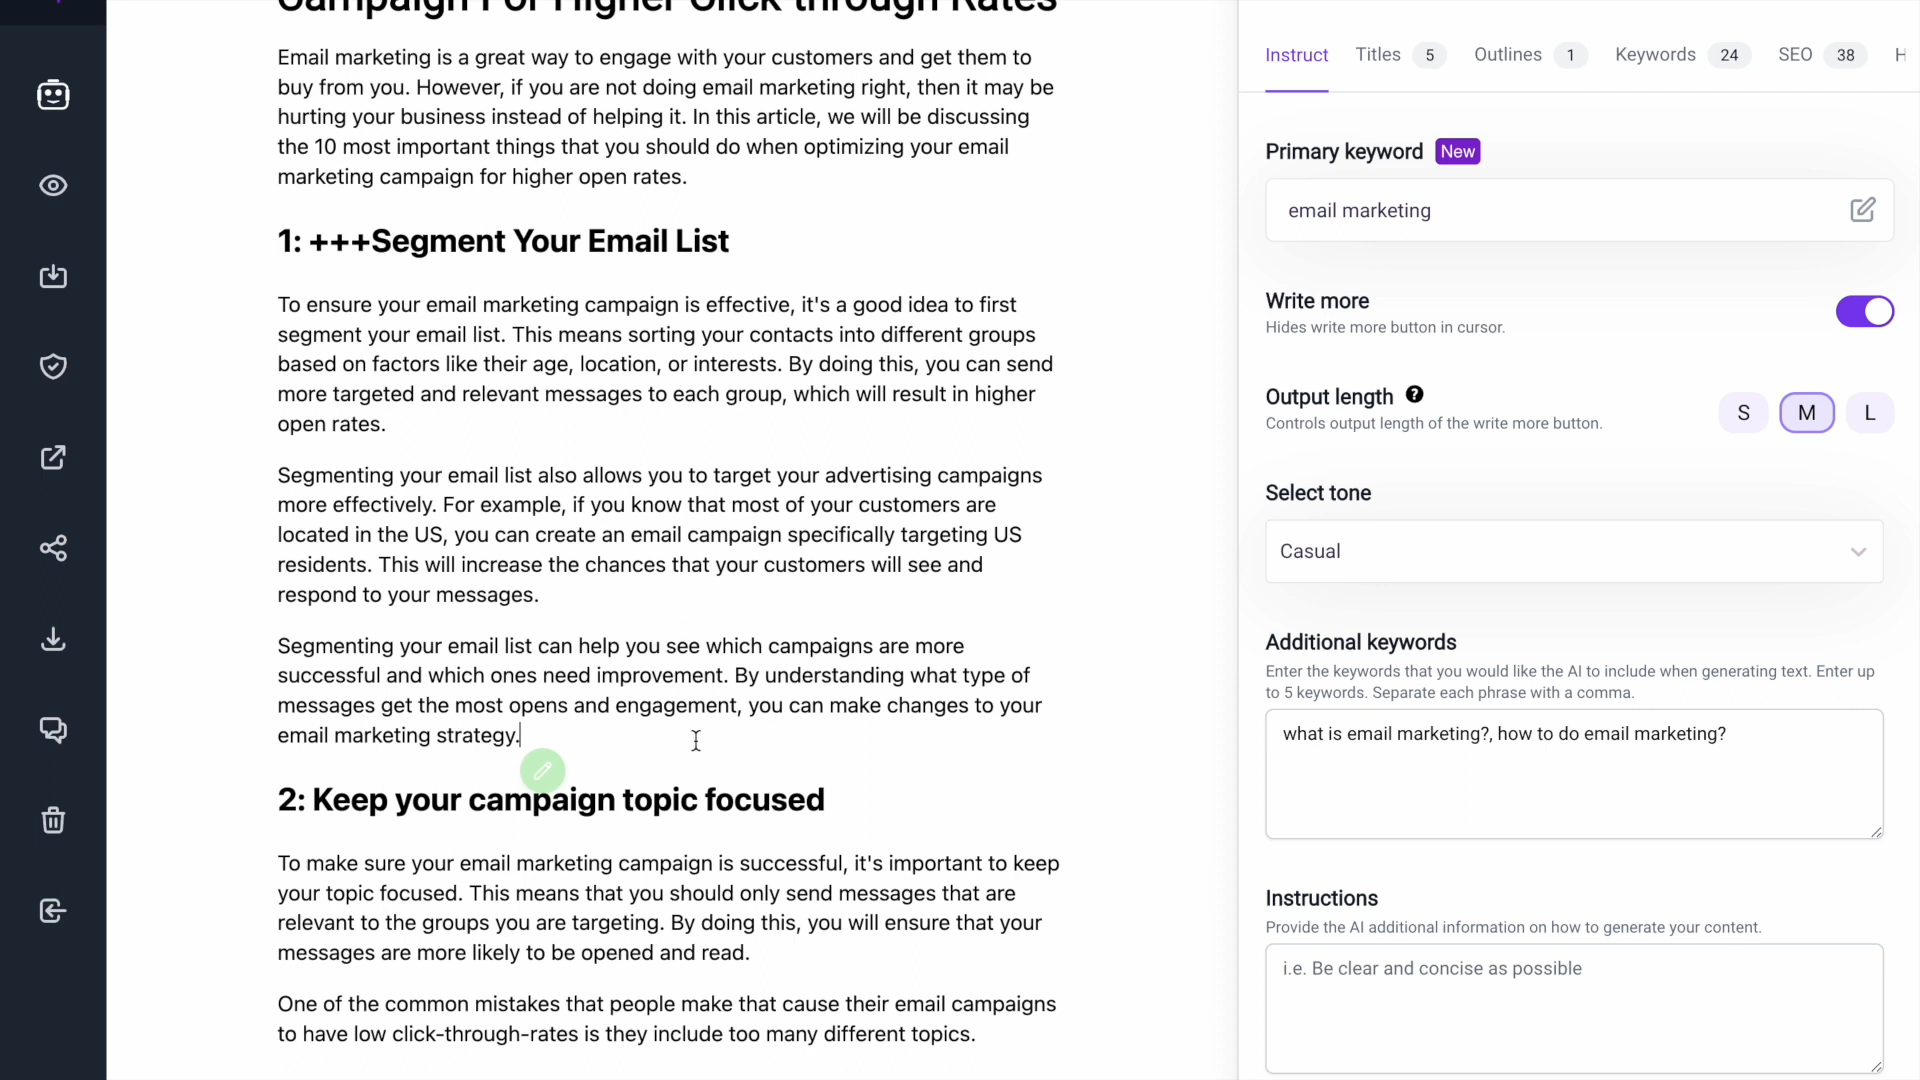 Campaign For Higher Click through Rates
Email marketing is a great way to engage with your customers and get them to
buy from you. However, if you are not doing email marketing right, then it may be
hurting your business instead of helping it. In this article, we will be discussing
the 10 most important things that you should do when optimizing your email
marketing campaign for higher open rates.
1: +++Segment Your Email List
To ensure your email marketing campaign is effective, it's a good idea to first
segment your email list. This means sorting your contacts into different groups
based on factors like their age, location, or interests. By doing this, you can send
more targeted and relevant messages to each group, which will result in higher
open rates.
Segmenting your email list also allows you to target your advertising campaigns
more effectively. For example, if you know that most of your customers are
located in the US, you can create an email campaign specifically targeting US
residents. This will increase the chances that your customers will see and
respond to your messages.
Segmenting your email list can help you see which campaigns are more
successful and which ones need improvement. By understanding what type of
messages get the most opens and engagement, you can make changes to your
email marketing strategy.
2: Keep your campaign topic focused
To make sure your email marketing campaign is successful, it's important to keep
your topic focused. This means that you should only send messages that are
relevant to the groups you are targeting. By doing this, you will ensure that your
messages are more likely to be opened and read.
One of the common mistakes that people make that cause their email campaigns
to have low click-through-rates is they include too many different topics.
Instruct Titles 5 Outlines 1 Keywords 24 SEO 38 H
Primary keyword New
email marketing
Write more
Hides write more button in cursor.
Output length ?
Controls output length of the write more button.
S M L
Select tone
Casual
Additional keywords
Enter the keywords that you would like the AI to include when generating text. Enter up
to 5 keywords. Separate each phrase with a comma.
what is email marketing?, how to do email marketing?
Instructions
Provide the AI additional information on how to generate your content.
i.e. Be clear and concise as possible